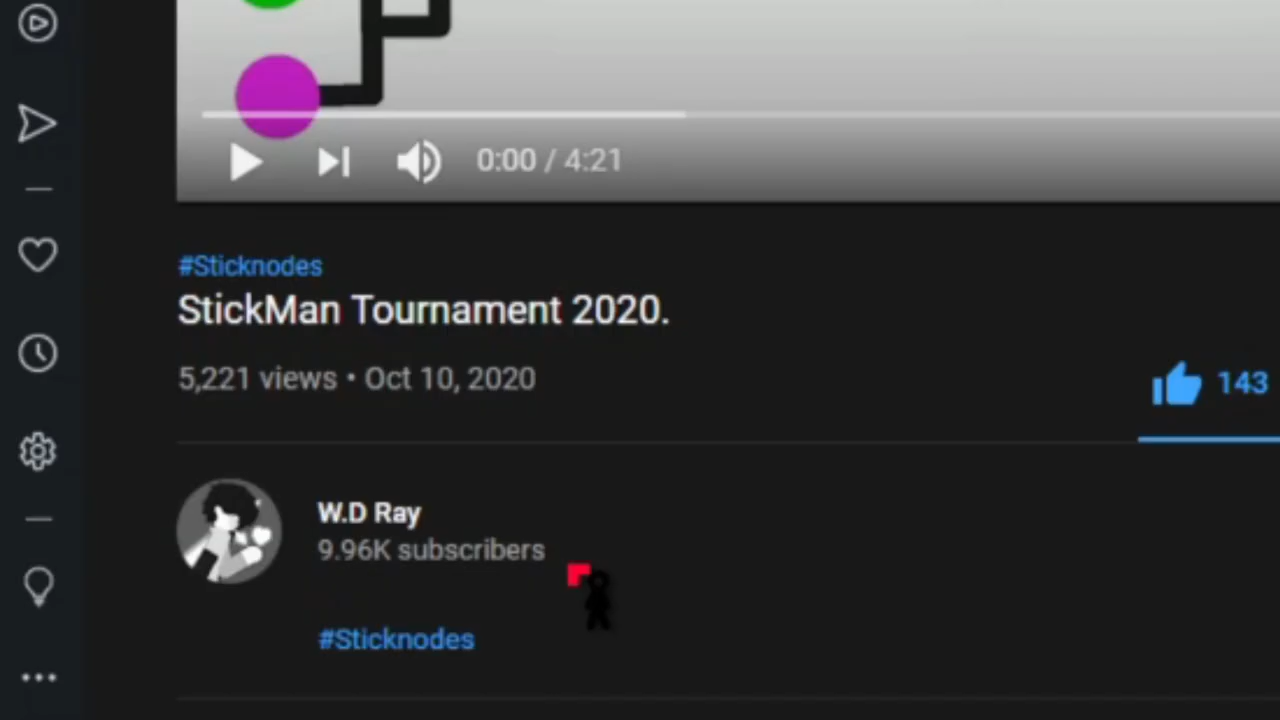 0:00 / 4:21
#Sticknodes
StickMan Tournament 2020.
5,221 views • Oct 10, 2020
143
W.D Ray
9.96K subscribers
#Sticknodes